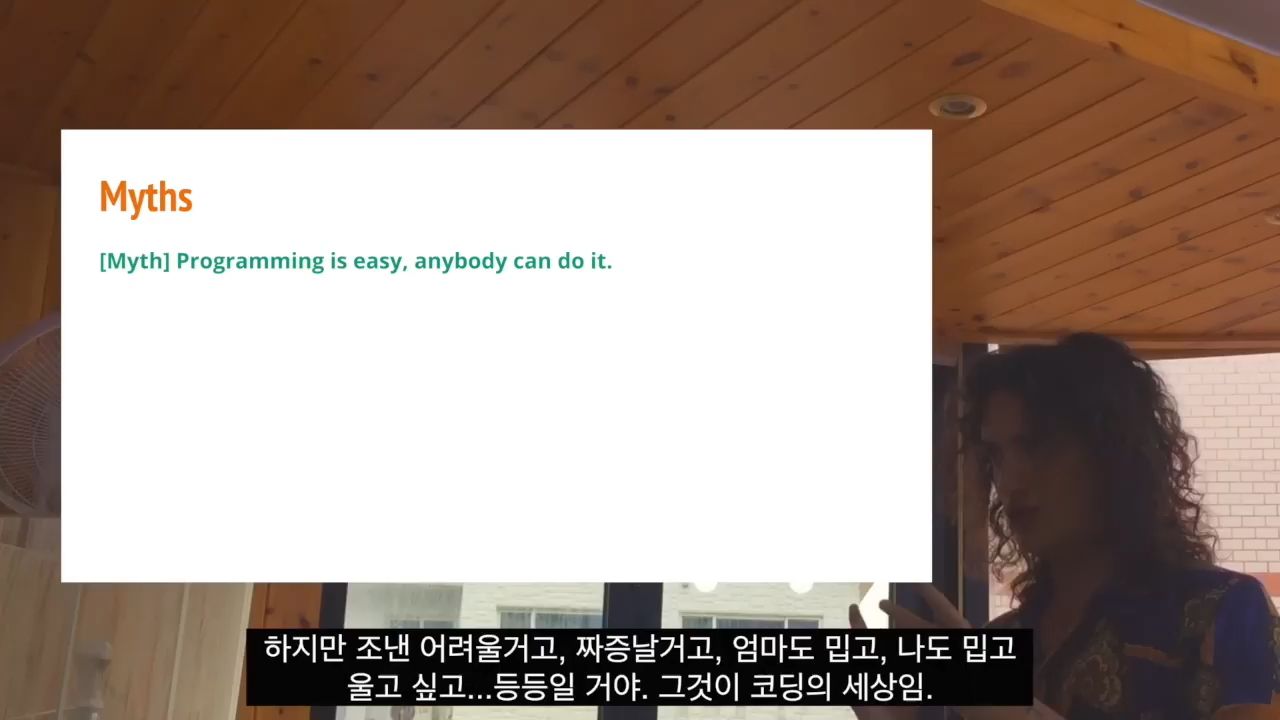 Myths
[Myth] Programming is easy, anybody can do it.
하지만 조낸 어려울거고, 짜증날거고, 엄마도 밉고, 나도 밉고
울고 싶고...등등일 거야. 그것이 코딩의 세상임.